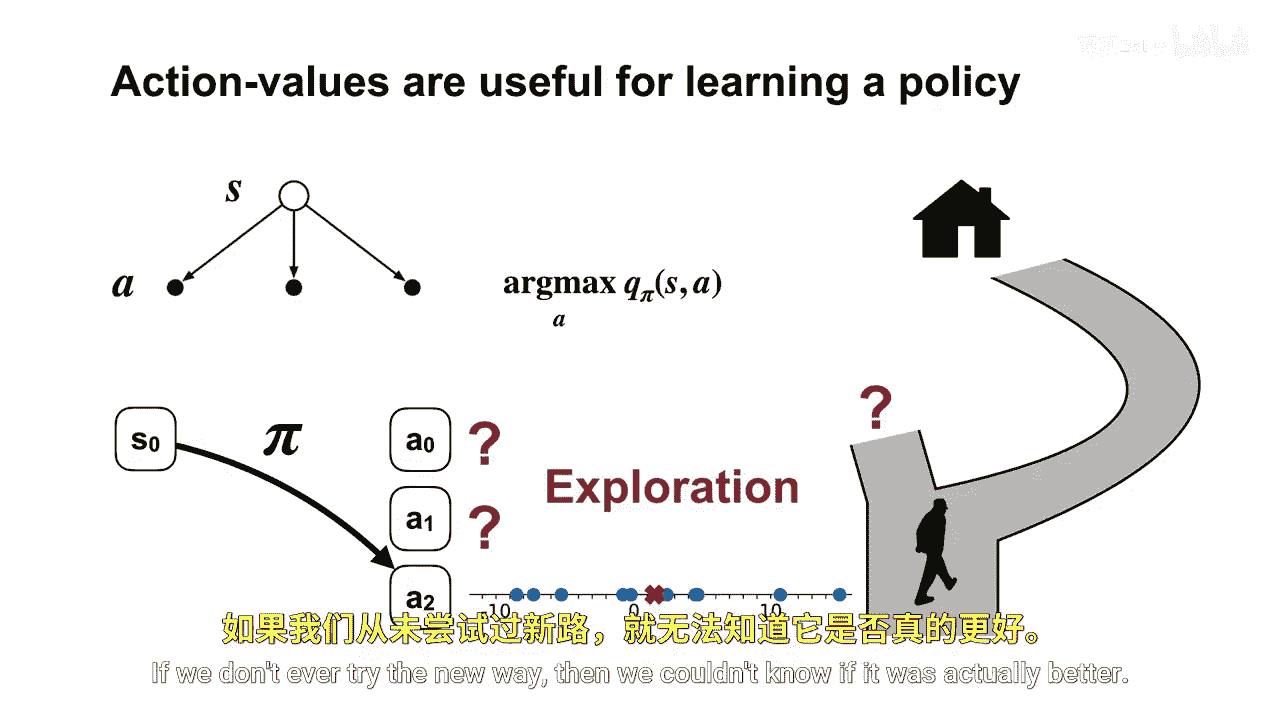 Action-values are useful for learning a policy
s
a
argmax qπ(s, a)
a
?
s0
π
a0
?
Exploration
a1
?
a2
-10
0
10
如果我们从未尝试过新路，就无法知道它是否真的更好。
If we don't ever try the new way, then we couldn't know if it was actually better.